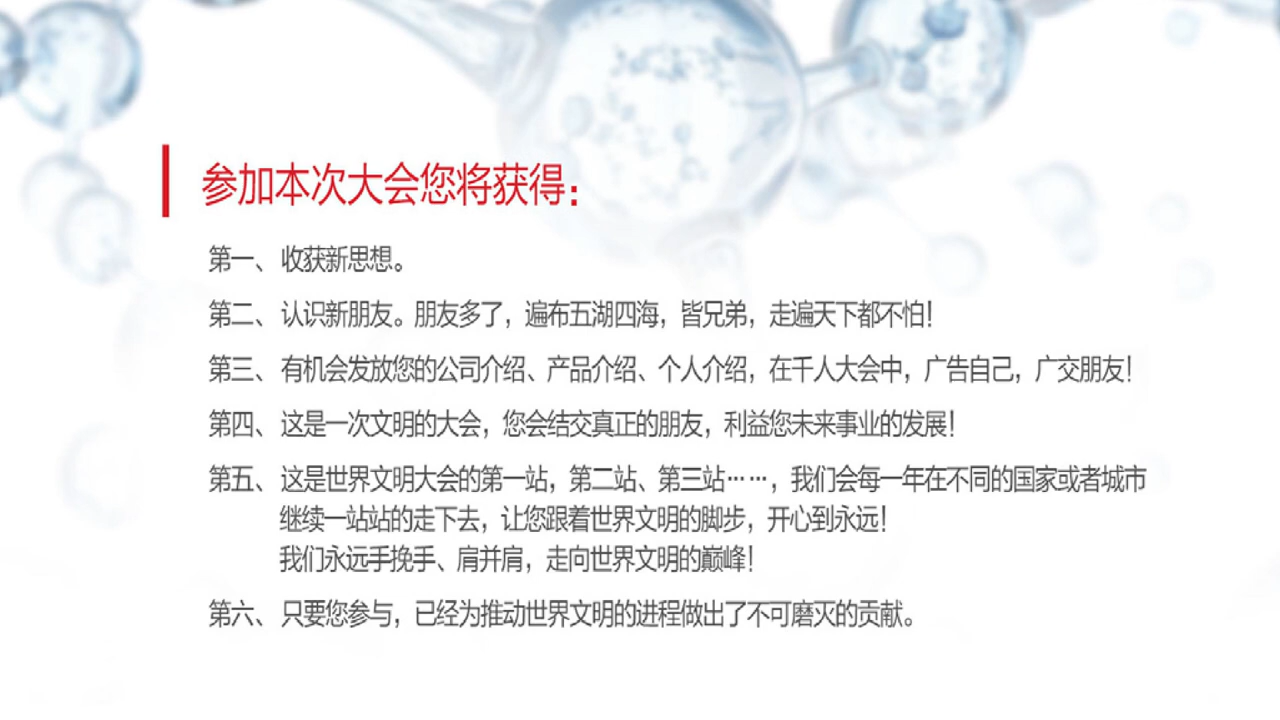 参加本次大会您将获得：
第一、收获新思想。
第二、认识新朋友。朋友多了，遍布五湖四海，皆兄弟，走遍天下都不怕！
第三、有机会发放您的公司介绍、产品介绍、个人介绍，在千人大会中，广告自己，广交朋友！
第四、这是一次文明的大会，您会结交真正的朋友，利益您未来事业的发展！
第五、这是世界文明大会的第一站，第二站、第三站……，我们会每一年在不同的国家或者城市
继续一站站的走下去，让您跟着世界文明的脚步，开心到永远！
我们永远手挽手、肩并肩，走向世界文明的巅峰！
第六、只要您参与，已经为推动世界文明的进程做出了不可磨灭的贡献。